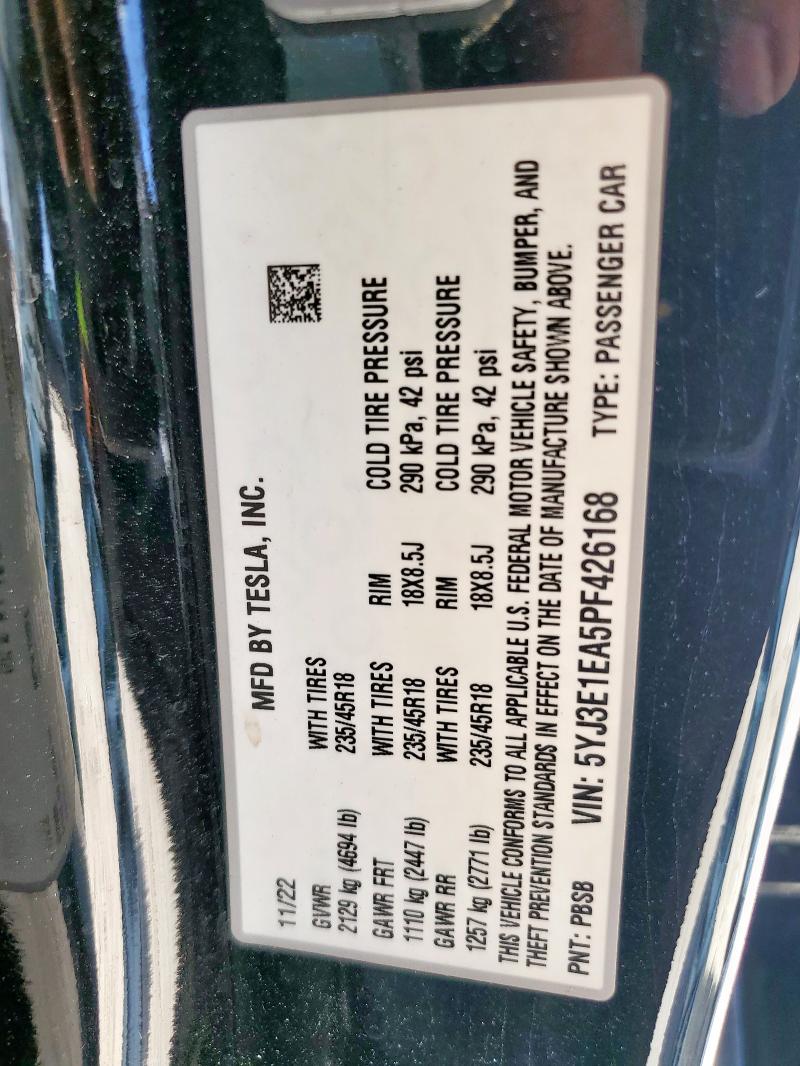 MFD BY TESLA, INC.
11/22
GVWR WITH TIRES
2129 kg (4694 lb) 235/45R18
GAWR FRT WITH TIRES RIM COLD TIRE PRESSURE
1110 kg (2447 lb) 235/45R18 18X8.5J 290 kPa, 42 psi
GAWR RR WITH TIRES RIM COLD TIRE PRESSURE
1257 kg (2771 lb) 235/45R18 18X8.5J 290 kPa, 42 psi
THIS VEHICLE CONFORMS TO ALL APPLICABLE U.S. FEDERAL MOTOR VEHICLE SAFETY, BUMPER, AND
THEFT PREVENTION STANDARDS IN EFFECT ON THE DATE OF MANUFACTURE SHOWN ABOVE.
PNT: PBSB VIN: 5YJ3E1EA5PF426168 TYPE: PASSENGER CAR